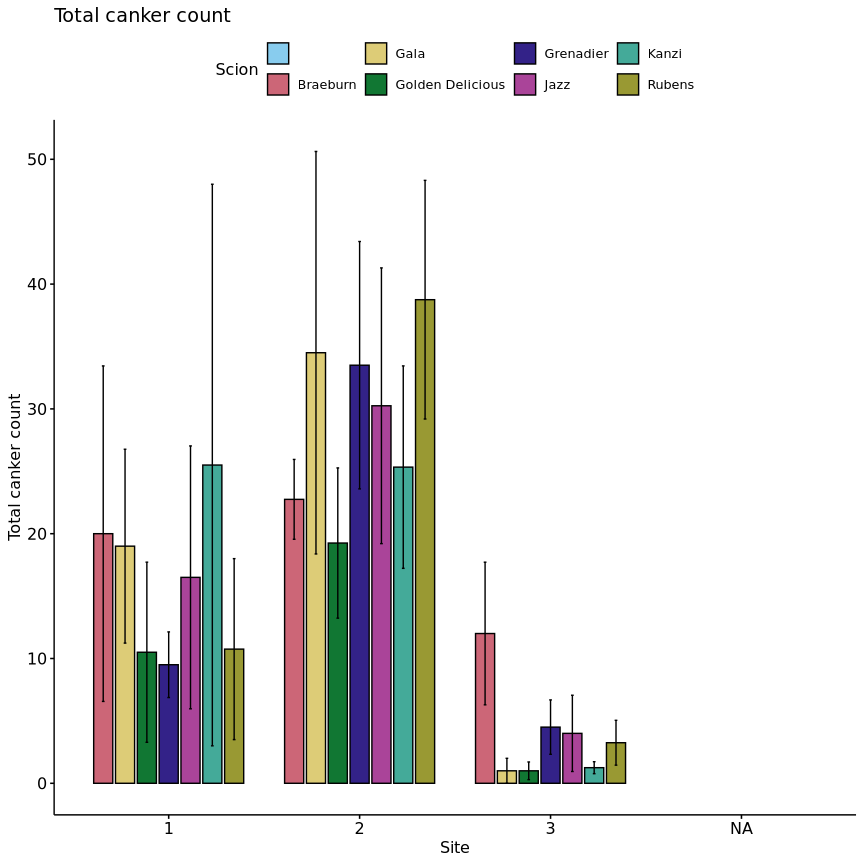 Total canker count
Scion
Gala
Grenadier
Kanzi
Braeburn
Golden Delicious
Jazz
Rubens
Total canker count
50
40
30
20
10
0
1
2
3
NA
Site